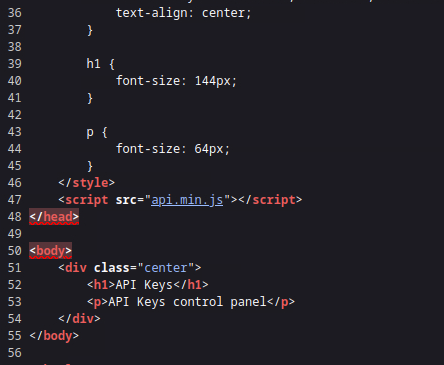 36 text-align: center;
37 }
38
39 h1 {
40 font-size: 144px;
41 }
42
43 p {
44 font-size: 64px;
45 }
46 </style>
47 <script src="api.min.js"></script>
48 </head>
49
50 <body>
51 <div class="center">
52 <h1>API Keys</h1>
53 <p>API Keys control panel</p>
54 </div>
55 </body>
56